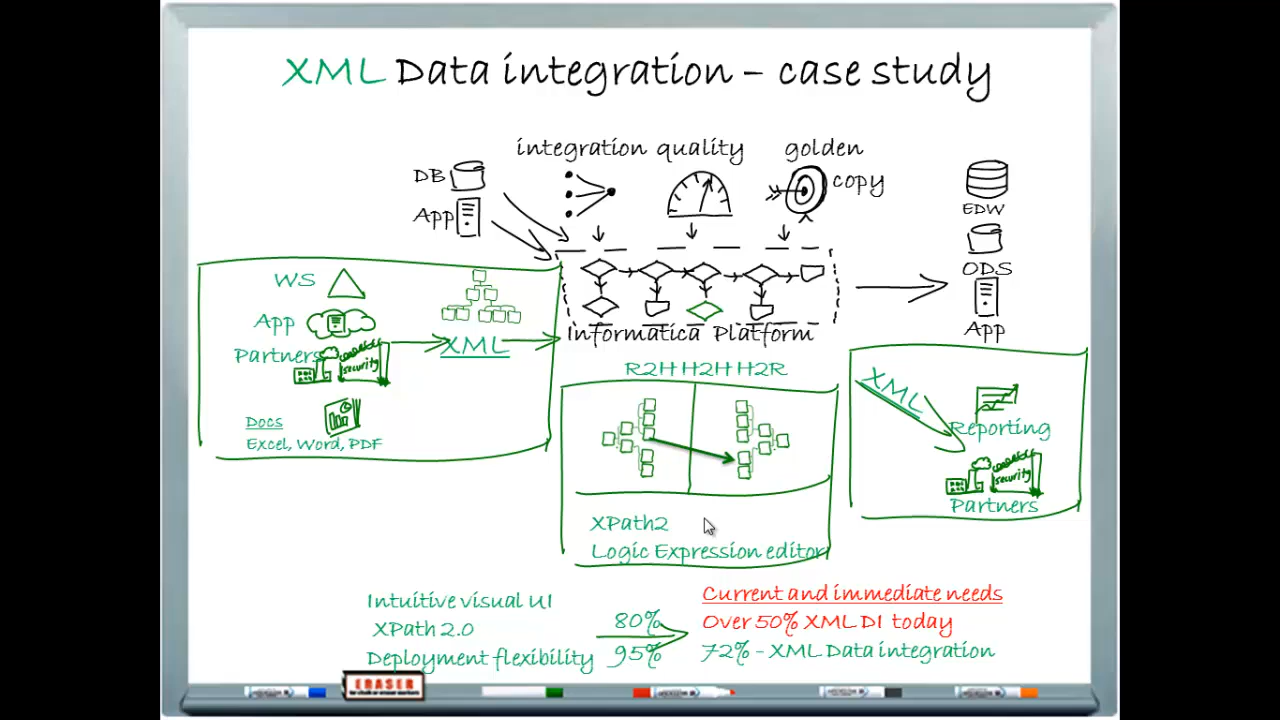 XML Data integration – case study
integration quality golden
copy
DB
App
EDW
ODS
App
WS
App
Partners
security
XML
Docs
Excel, Word, PDF
Informatica Platform
R2H H2H H2R
XPath2
Logic Expression editor
XML
Reporting
security
Partners
Intuitive visual UI
XPath 2.0
Deployment flexibility
80%
95%
Current and immediate needs
Over 50% XML DI today
72% - XML Data integration
ERASER